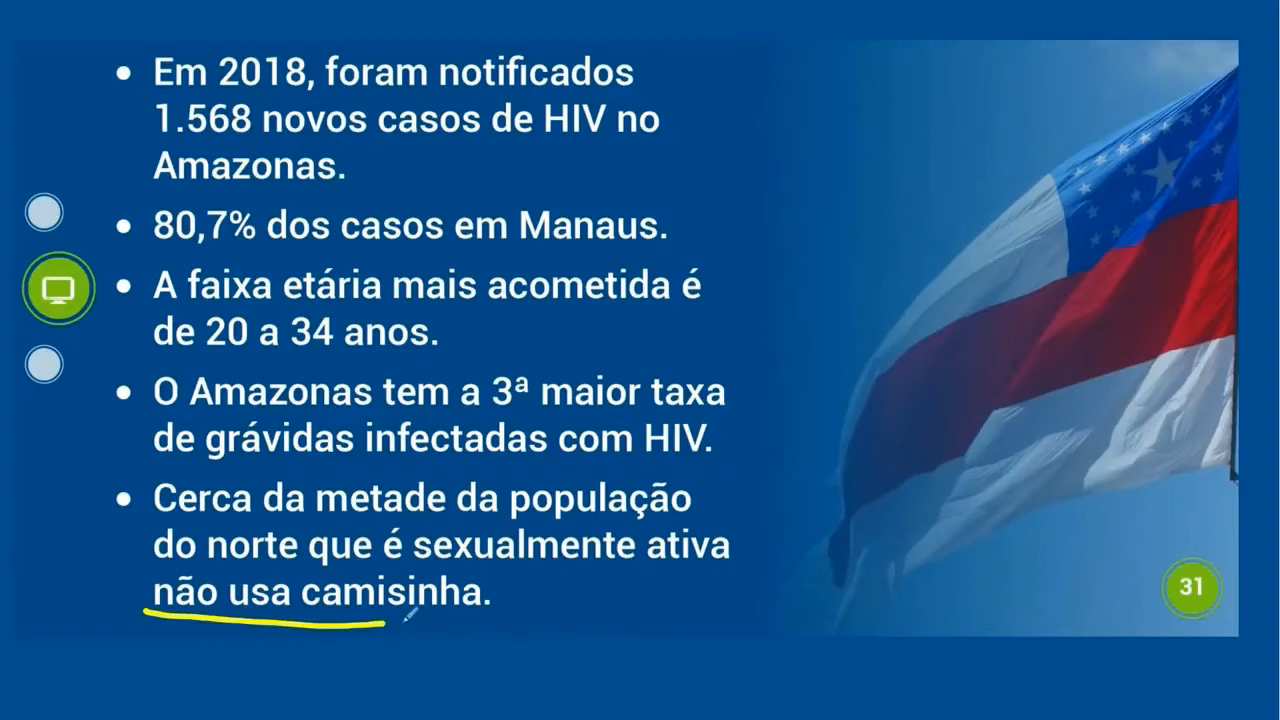 • Em 2018, foram notificados
1.568 novos casos de HIV no
Amazonas.
• 80,7% dos casos em Manaus.
• A faixa etária mais acometida é
de 20 a 34 anos.
• O Amazonas tem a 3ª maior taxa
de grávidas infectadas com HIV.
• Cerca da metade da população
do norte que é sexualmente ativa
não usa camisinha.
31